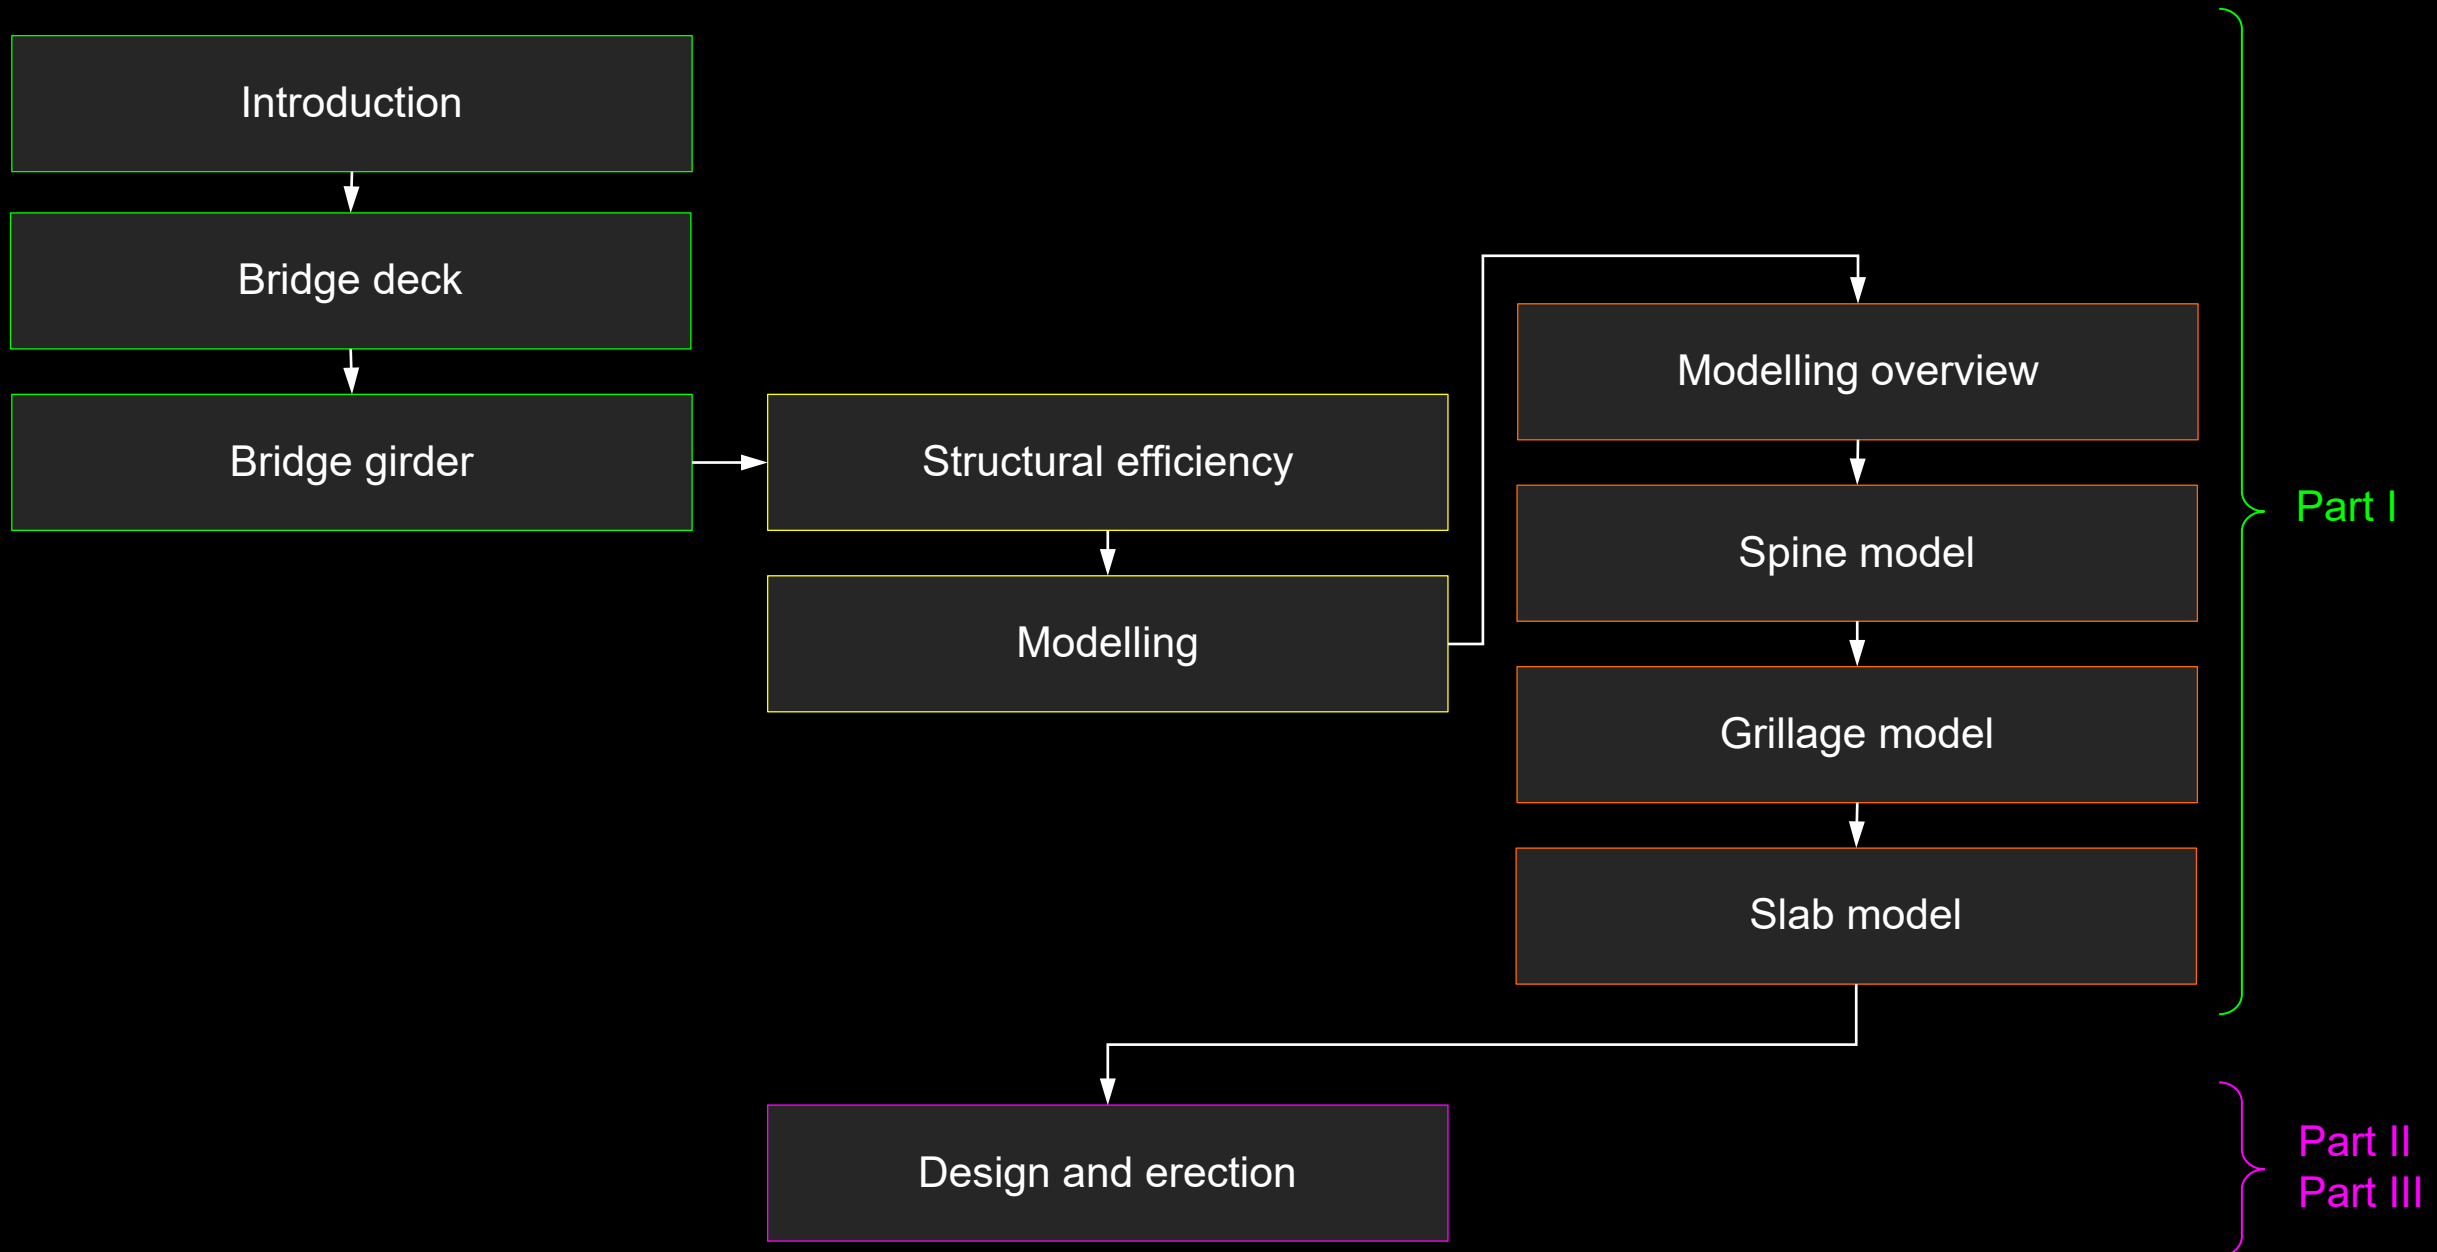 Introduction
Bridge deck
Bridge girder
Structural efficiency
Modelling
Modelling overview
Spine model
Grillage model
Slab model
Part I
Design and erection
Part II
Part III